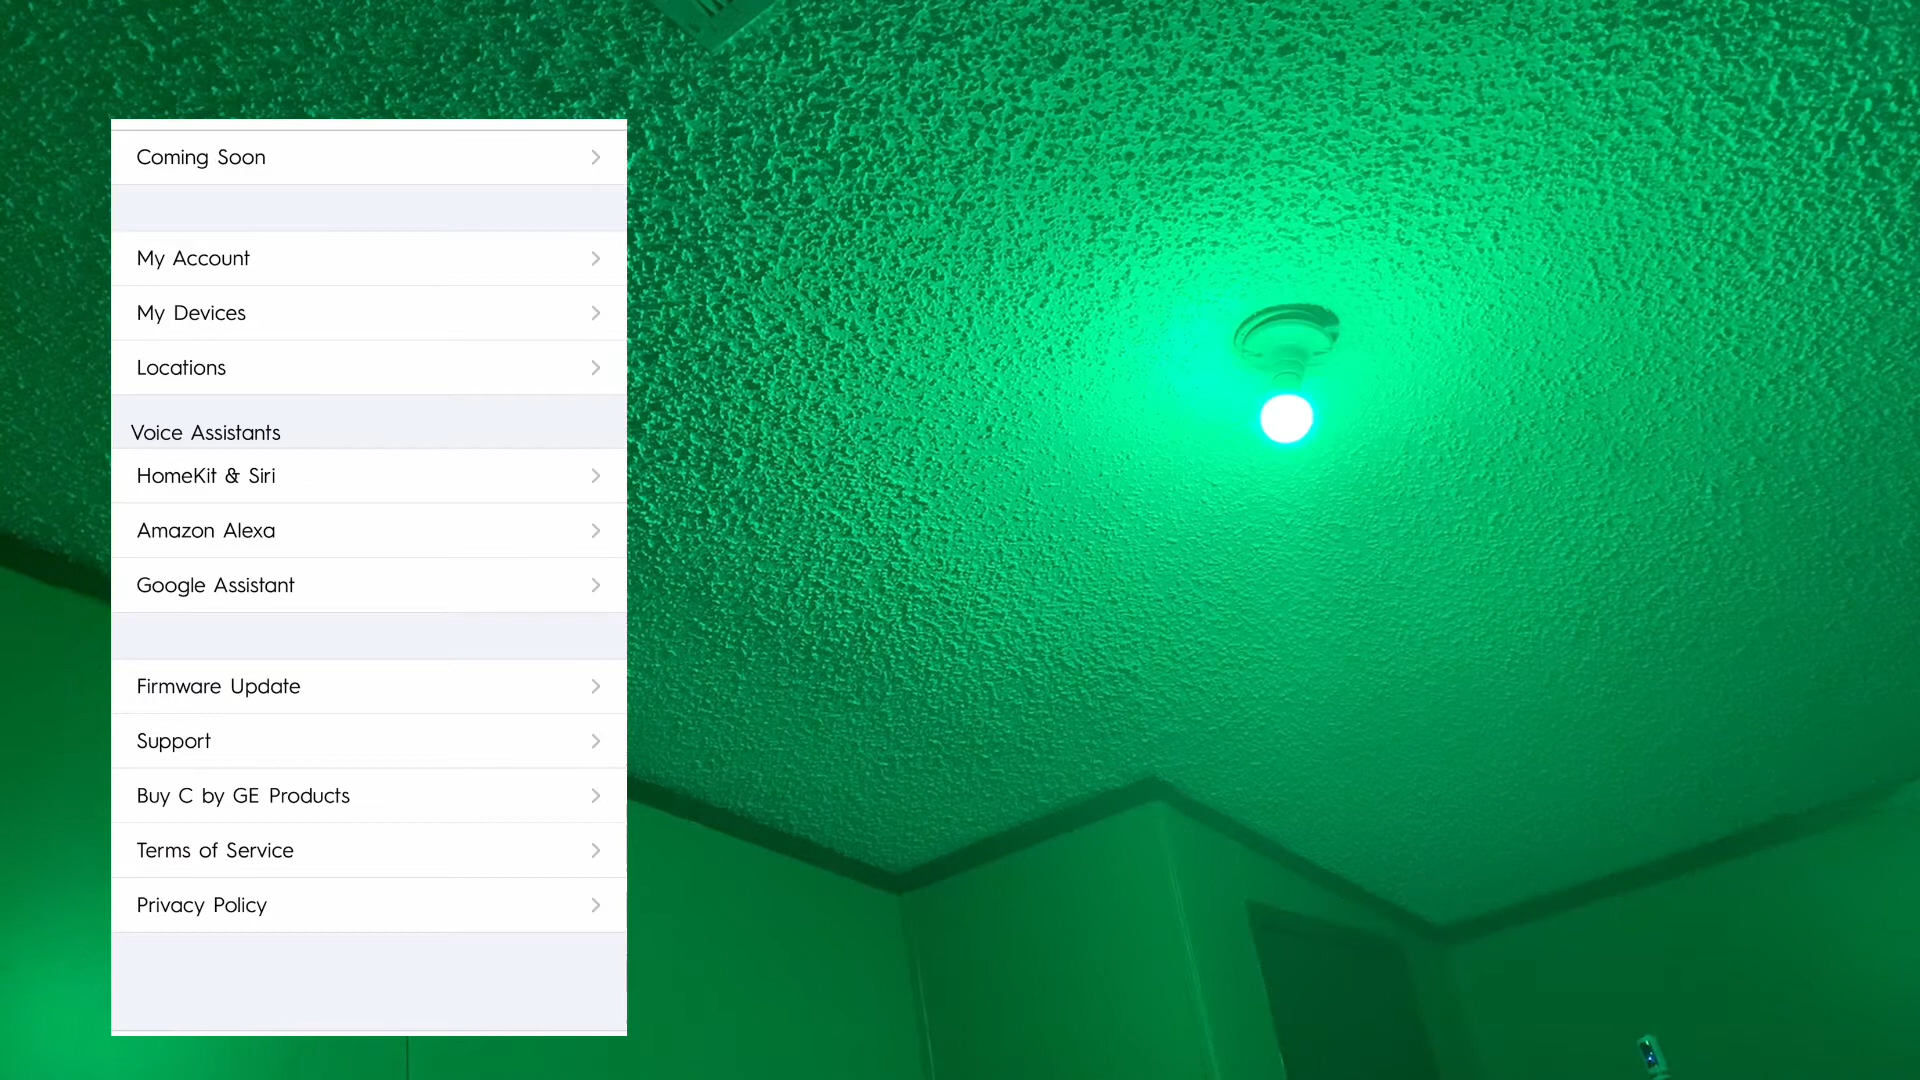 Coming Soon
My Account
My Devices
Locations
Voice Assistants
HomeKit & Siri
Amazon Alexa
Google Assistant
Firmware Update
Support
Buy C by GE Products
Terms of Service
Privacy Policy